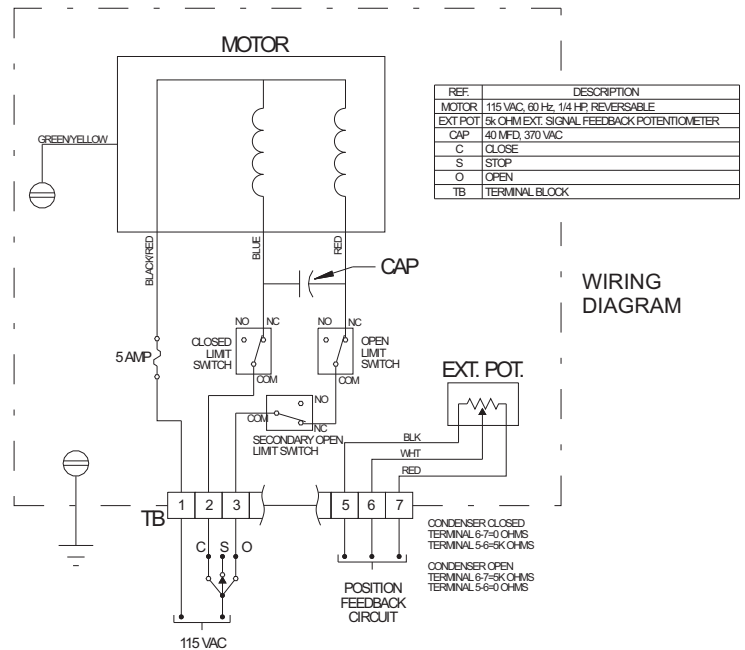 MOTOR
GREEN/YELLOW
BLACK/RED
BLUE
RED
CAP
5 AMP
NO NC
CLOSED
LIMIT
SWITCH
COM
NO NC
OPEN
LIMIT
SWITCH
COM
NO
COM
NC
SECONDARY OPEN
LIMIT SWITCH
REF. DESCRIPTION
MOTOR 115 VAC, 60 Hz, 1/4 HP, REVERSABLE
EXT POT 5k OHM EXT. SIGNAL FEEDBACK POTENTIOMETER
CAP 40 MFD, 370 VAC
C CLOSE
S STOP
O OPEN
TB TERMINAL BLOCK
WIRING
DIAGRAM
EXT. POT.
BLK
WHT
RED
TB 1 2 3 5 6 7
C S O
115 VAC
POSITION
FEEDBACK
CIRCUIT
CONDENSER CLOSED
TERMINAL 6-7=0 OHMS
TERMINAL 5-6=5K OHMS
CONDENSER OPEN
TERMINAL 6-7=5K OHMS
TERMINAL 5-6=0 OHMS